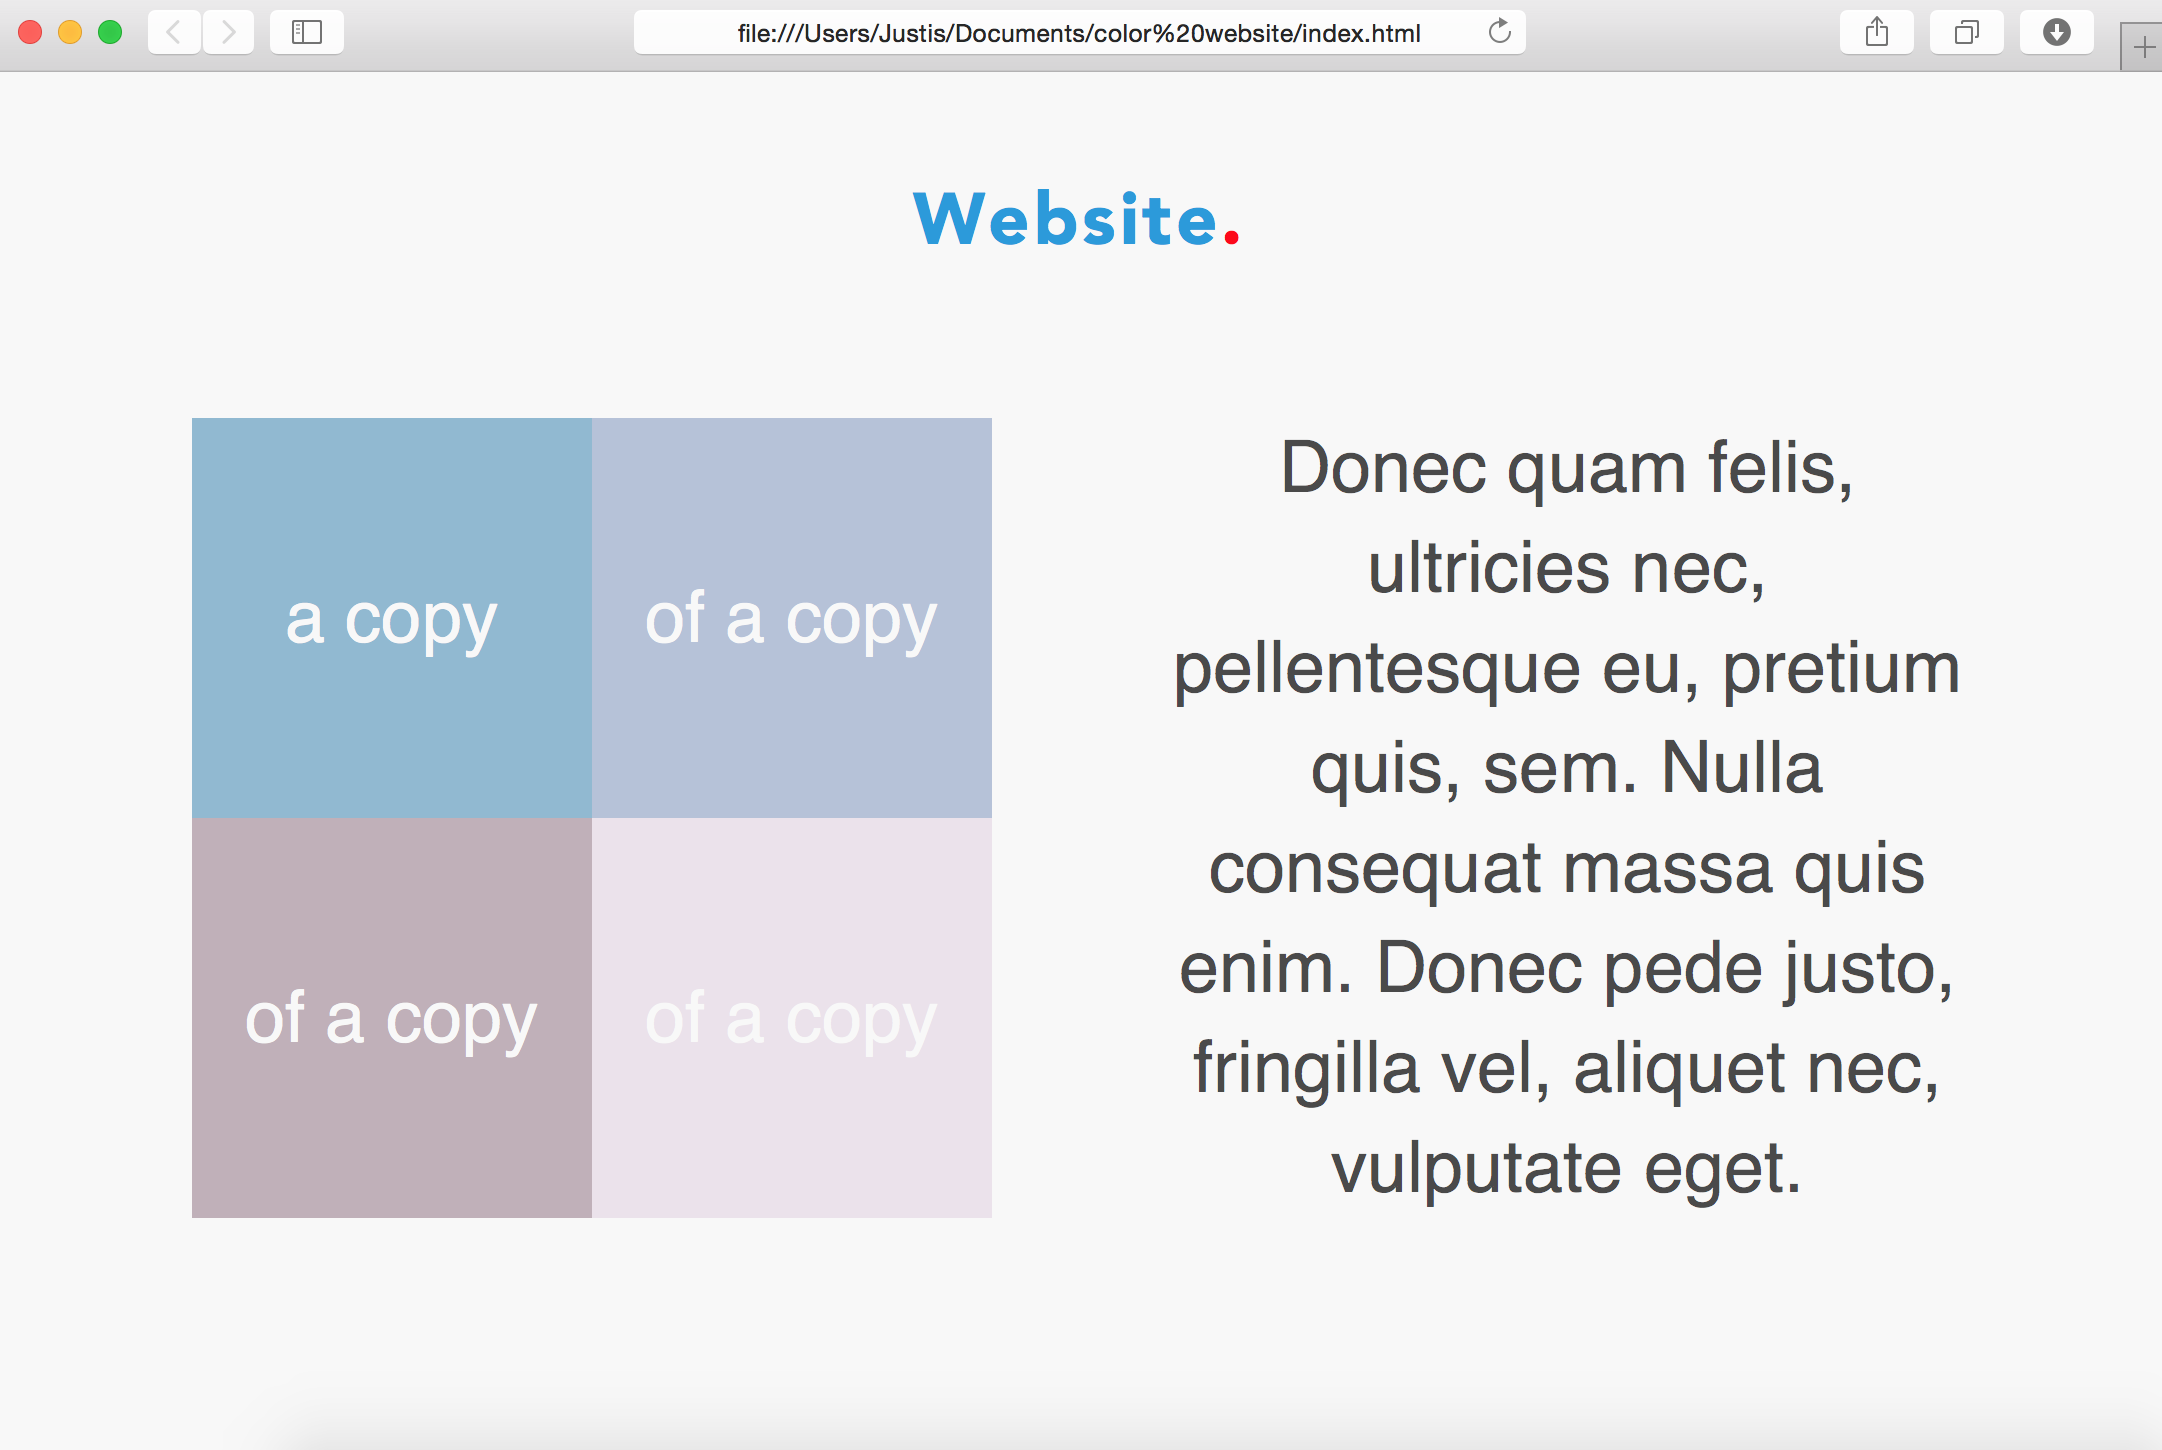 file:///Users/Justis/Documents/color%20website/index.html
Website.
a copy
of a copy
of a copy
of a copy
Donec quam felis,
ultricies nec,
pellentesque eu, pretium
quis, sem. Nulla
consequat massa quis
enim. Donec pede justo,
fringilla vel, aliquet nec,
vulputate eget.